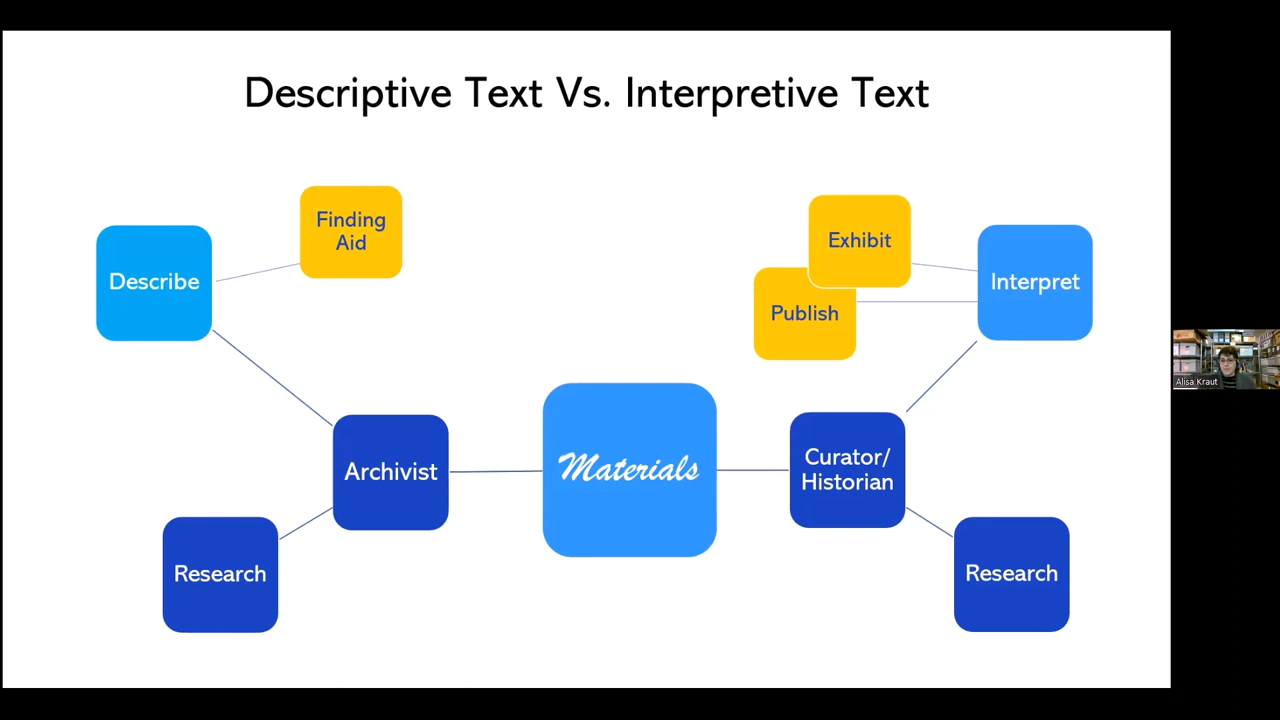 Descriptive Text Vs. Interpretive Text
Finding
Aid
Describe
Exhibit
Publish
Interpret
Archivist
Materials
Curator/
Historian
Research
Research
Alisa Kraut